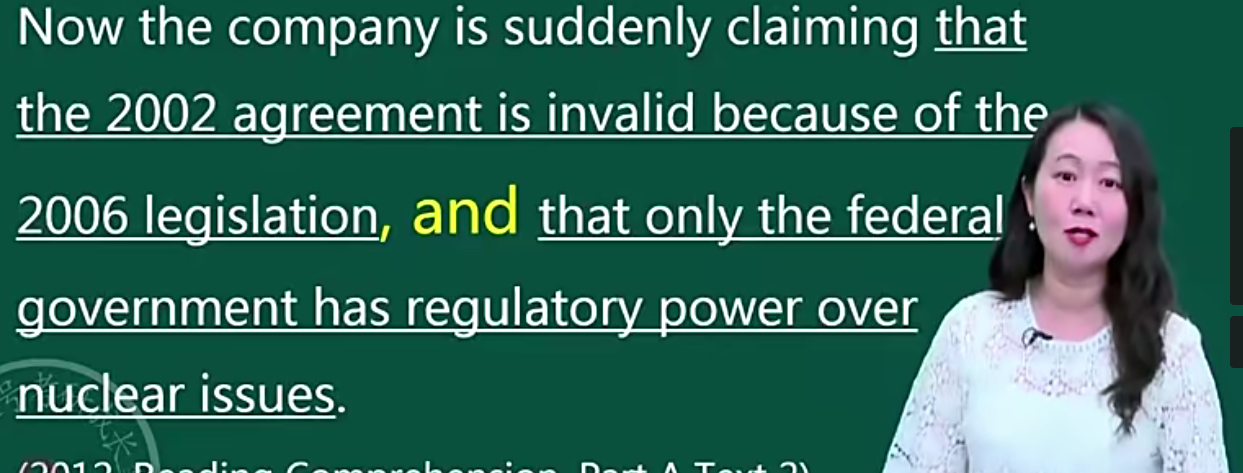 Now the company is suddenly claiming that
the 2002 agreement is invalid because of the
2006 legislation, and that only the federal
government has regulatory power over
nuclear issues.
(2012, Reading Comprehension, Part A Text 2)